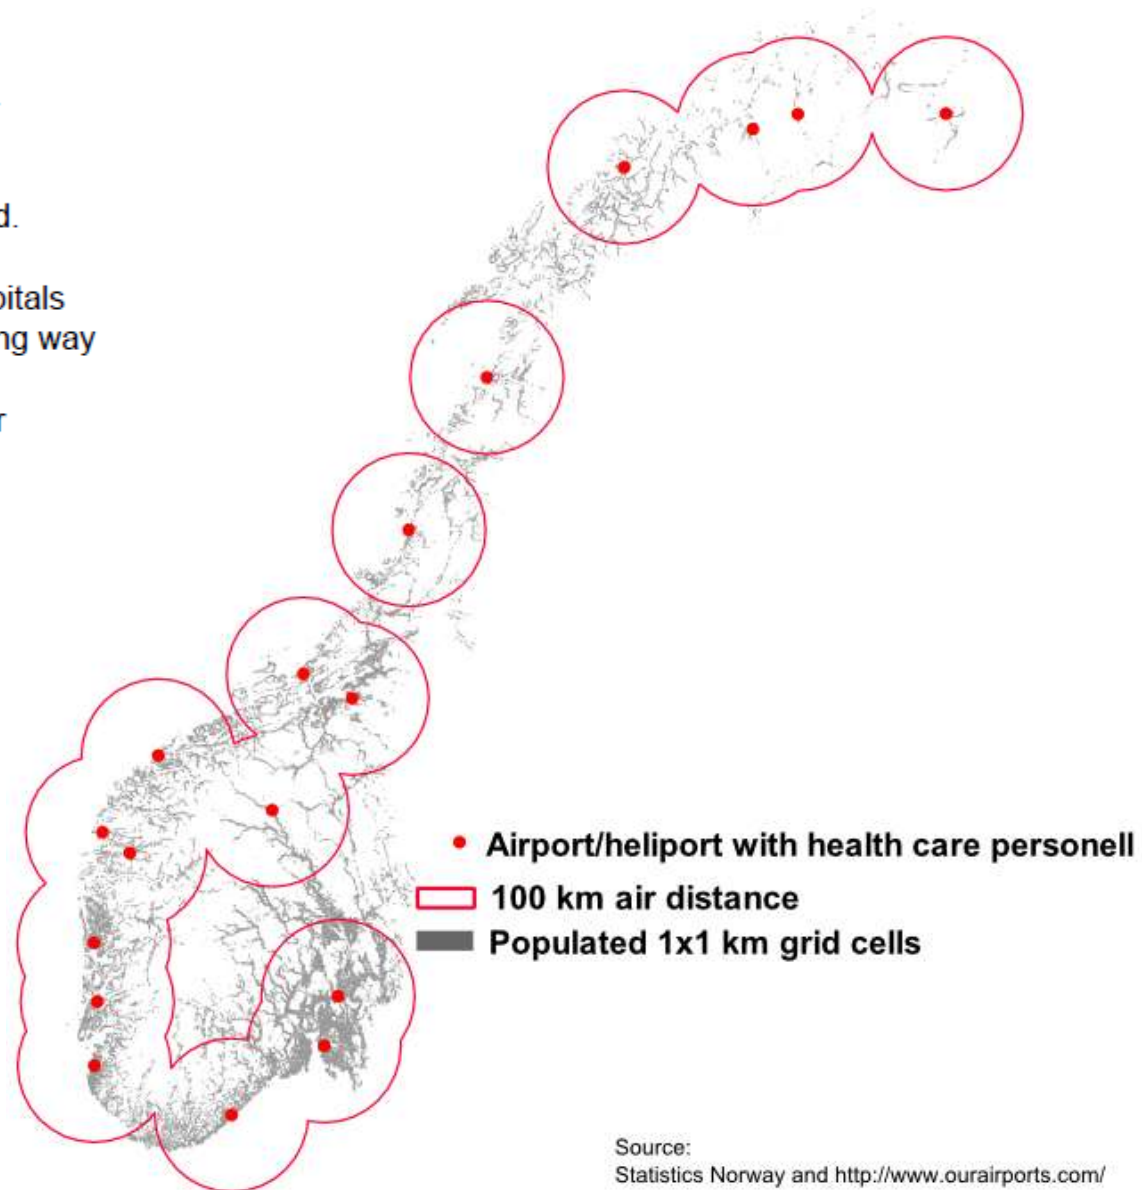 d.
pitals
ng way
r
Airport/heliport with health care personell
100 km air distance
Populated 1x1 km grid cells
Source:
Statistics Norway and http://www.ourairports.com/